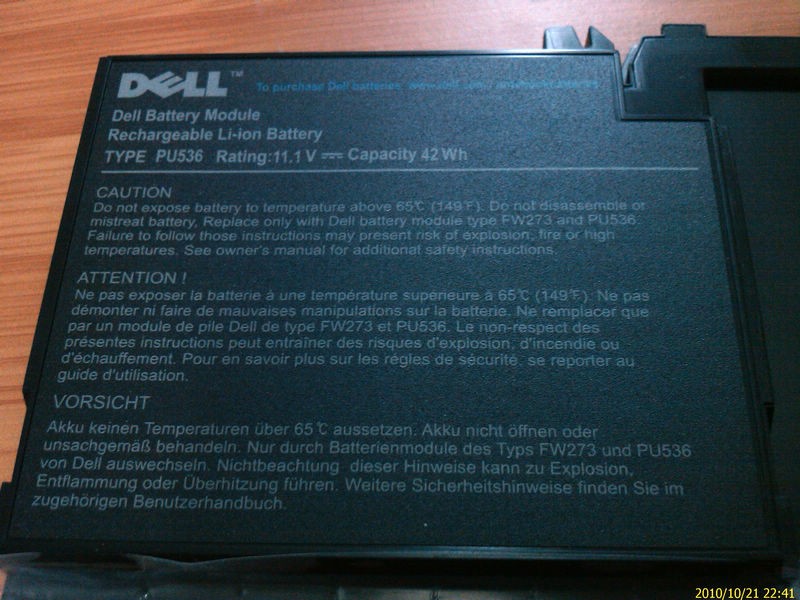 DELL™ To purchase Dell batteries: www.dell.com/
Dell Battery Module
Rechargeable Li-ion Battery
TYPE PU536 Rating:11.1 V ⎓ Capacity 42 Wh
CAUTION
Do not expose battery to temperature above 65℃ (149℉). Do not disassemble or
mistreat battery, Replace only with Dell battery module type FW273 and PU536.
Failure to follow those instructions may present risk of explosion, fire or high
temperatures. See owner's manual for additional safety instructions.
ATTENTION !
Ne pas exposer la batterie à une température supérieure à 65℃ (149℉). Ne pas
démonter ni faire de mauvaises manipulations sur la batterie. Ne remplacer que
par un module de pile Dell de type FW273 et PU536. Le non-respect des
présentes instructions peut entraîner des risques d'explosion, d'incendie ou
d'échauffement. Pour en savoir plus sur les régles de sécurité, se reporter au
guide d'utilisation.
VORSICHT
Akku keinen Temperaturen über 65℃ aussetzen. Akku nicht öffnen oder
unsachgemäß behandeln. Nur durch Batterienmodule des Typs FW273 und PU536
von Dell auswechseln. Nichtbeachtung dieser Hinweise kann zu Explosion,
Entflammung oder Überhitzung führen. Weitere Sicherheitshinweise finden Sie im
zugehörigen Benutzerhandbuch.
2010/10/21 22:41